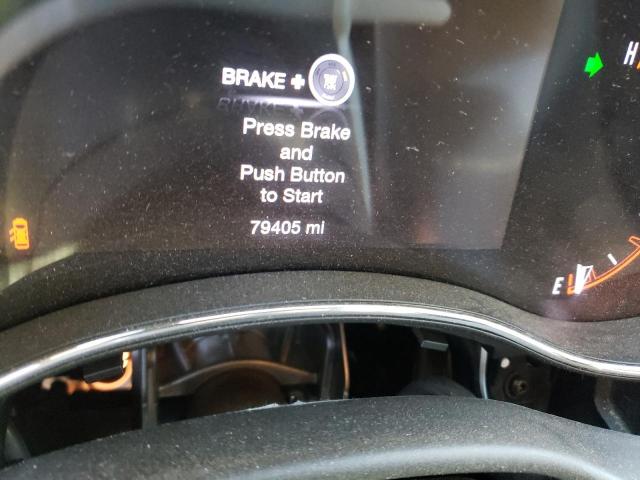 BRAKE +
Press Brake
and
Push Button
to Start
79405 mi
H
E